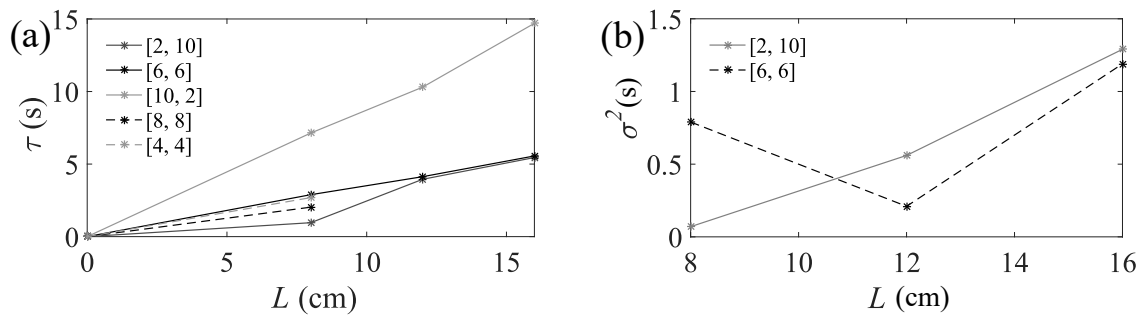 (a)
15
10
5
0
τ (s)
[2, 10]
[6, 6]
[10, 2]
[8, 8]
[4, 4]
0 5 10 15
L (cm)
(b)
1.5
1
0.5
0
σ² (s)
[2, 10]
[6, 6]
8 10 12 14 16
L (cm)